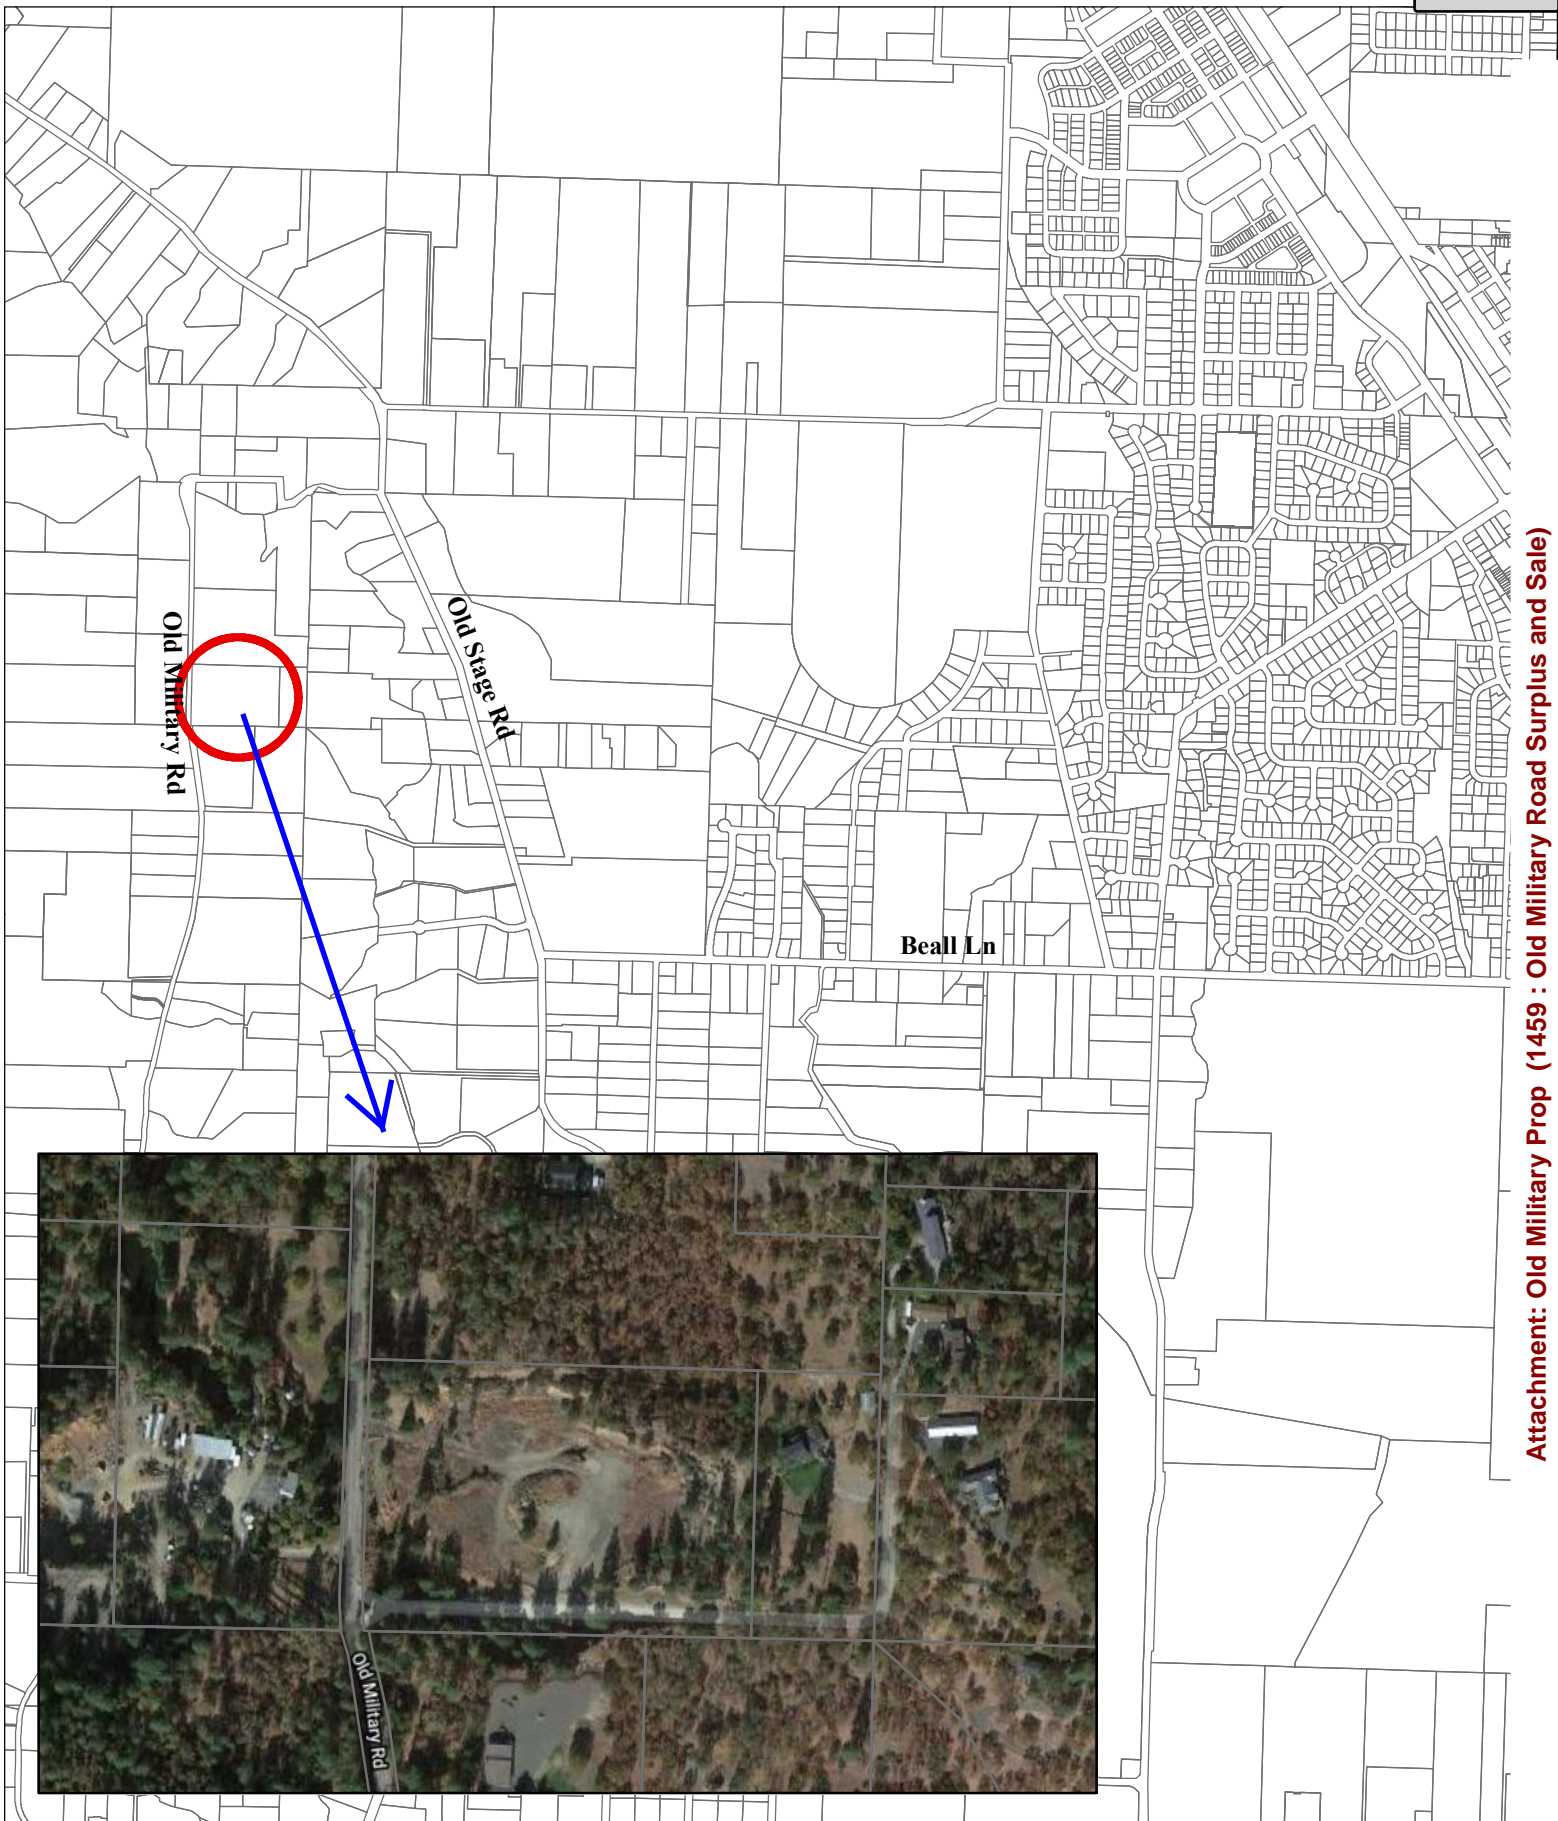 Old Military Rd
Old Stage Rd
Beall Ln
Old Military Rd
Attachment: Old Military Prop (1459 : Old Military Road Surplus and Sale)